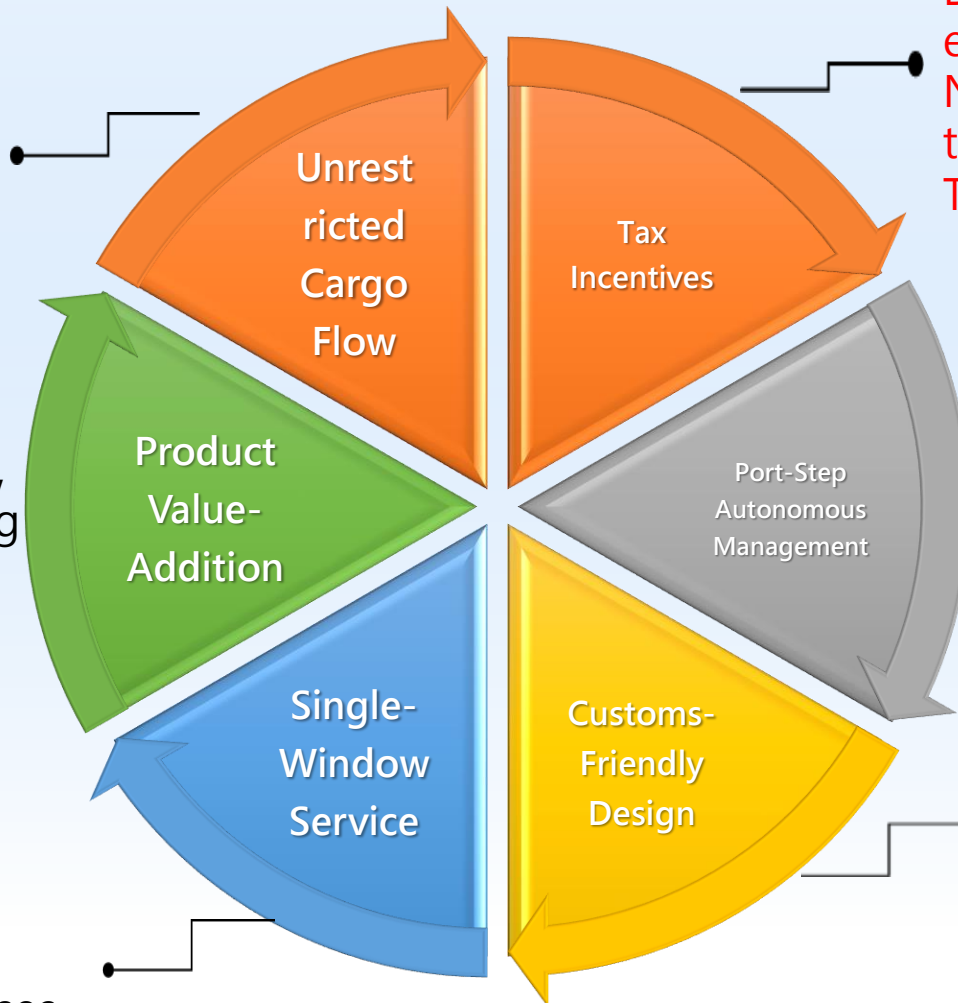 Unrest
ricted
Cargo
Flow
Tax
Incentives
Port-Step
Autonomous
Management
Customs-
Friendly
Design
Single-
Window
Service
Product
Value-
Addition